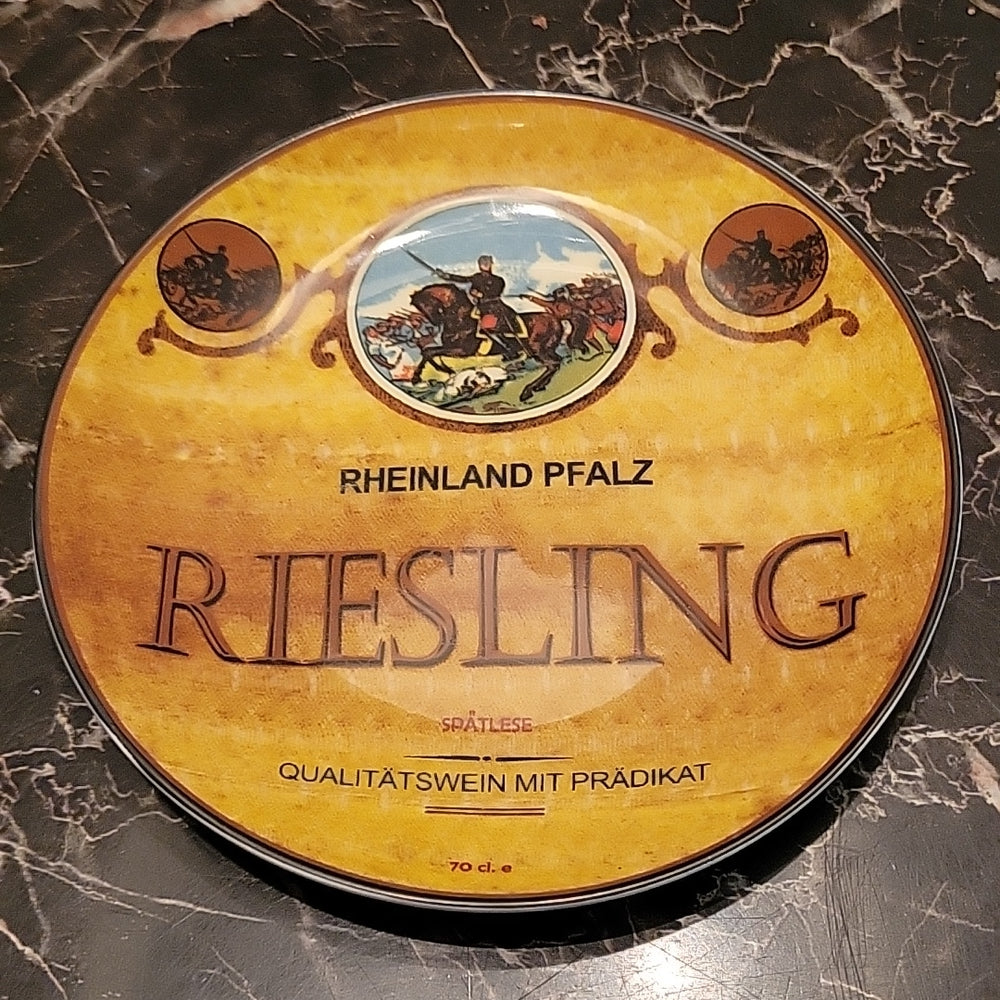 RHEINLAND PFALZ
RIESLING
SPÄTLESE
QUALITÄTSWEIN MIT PRÄDIKAT
70 cl. e